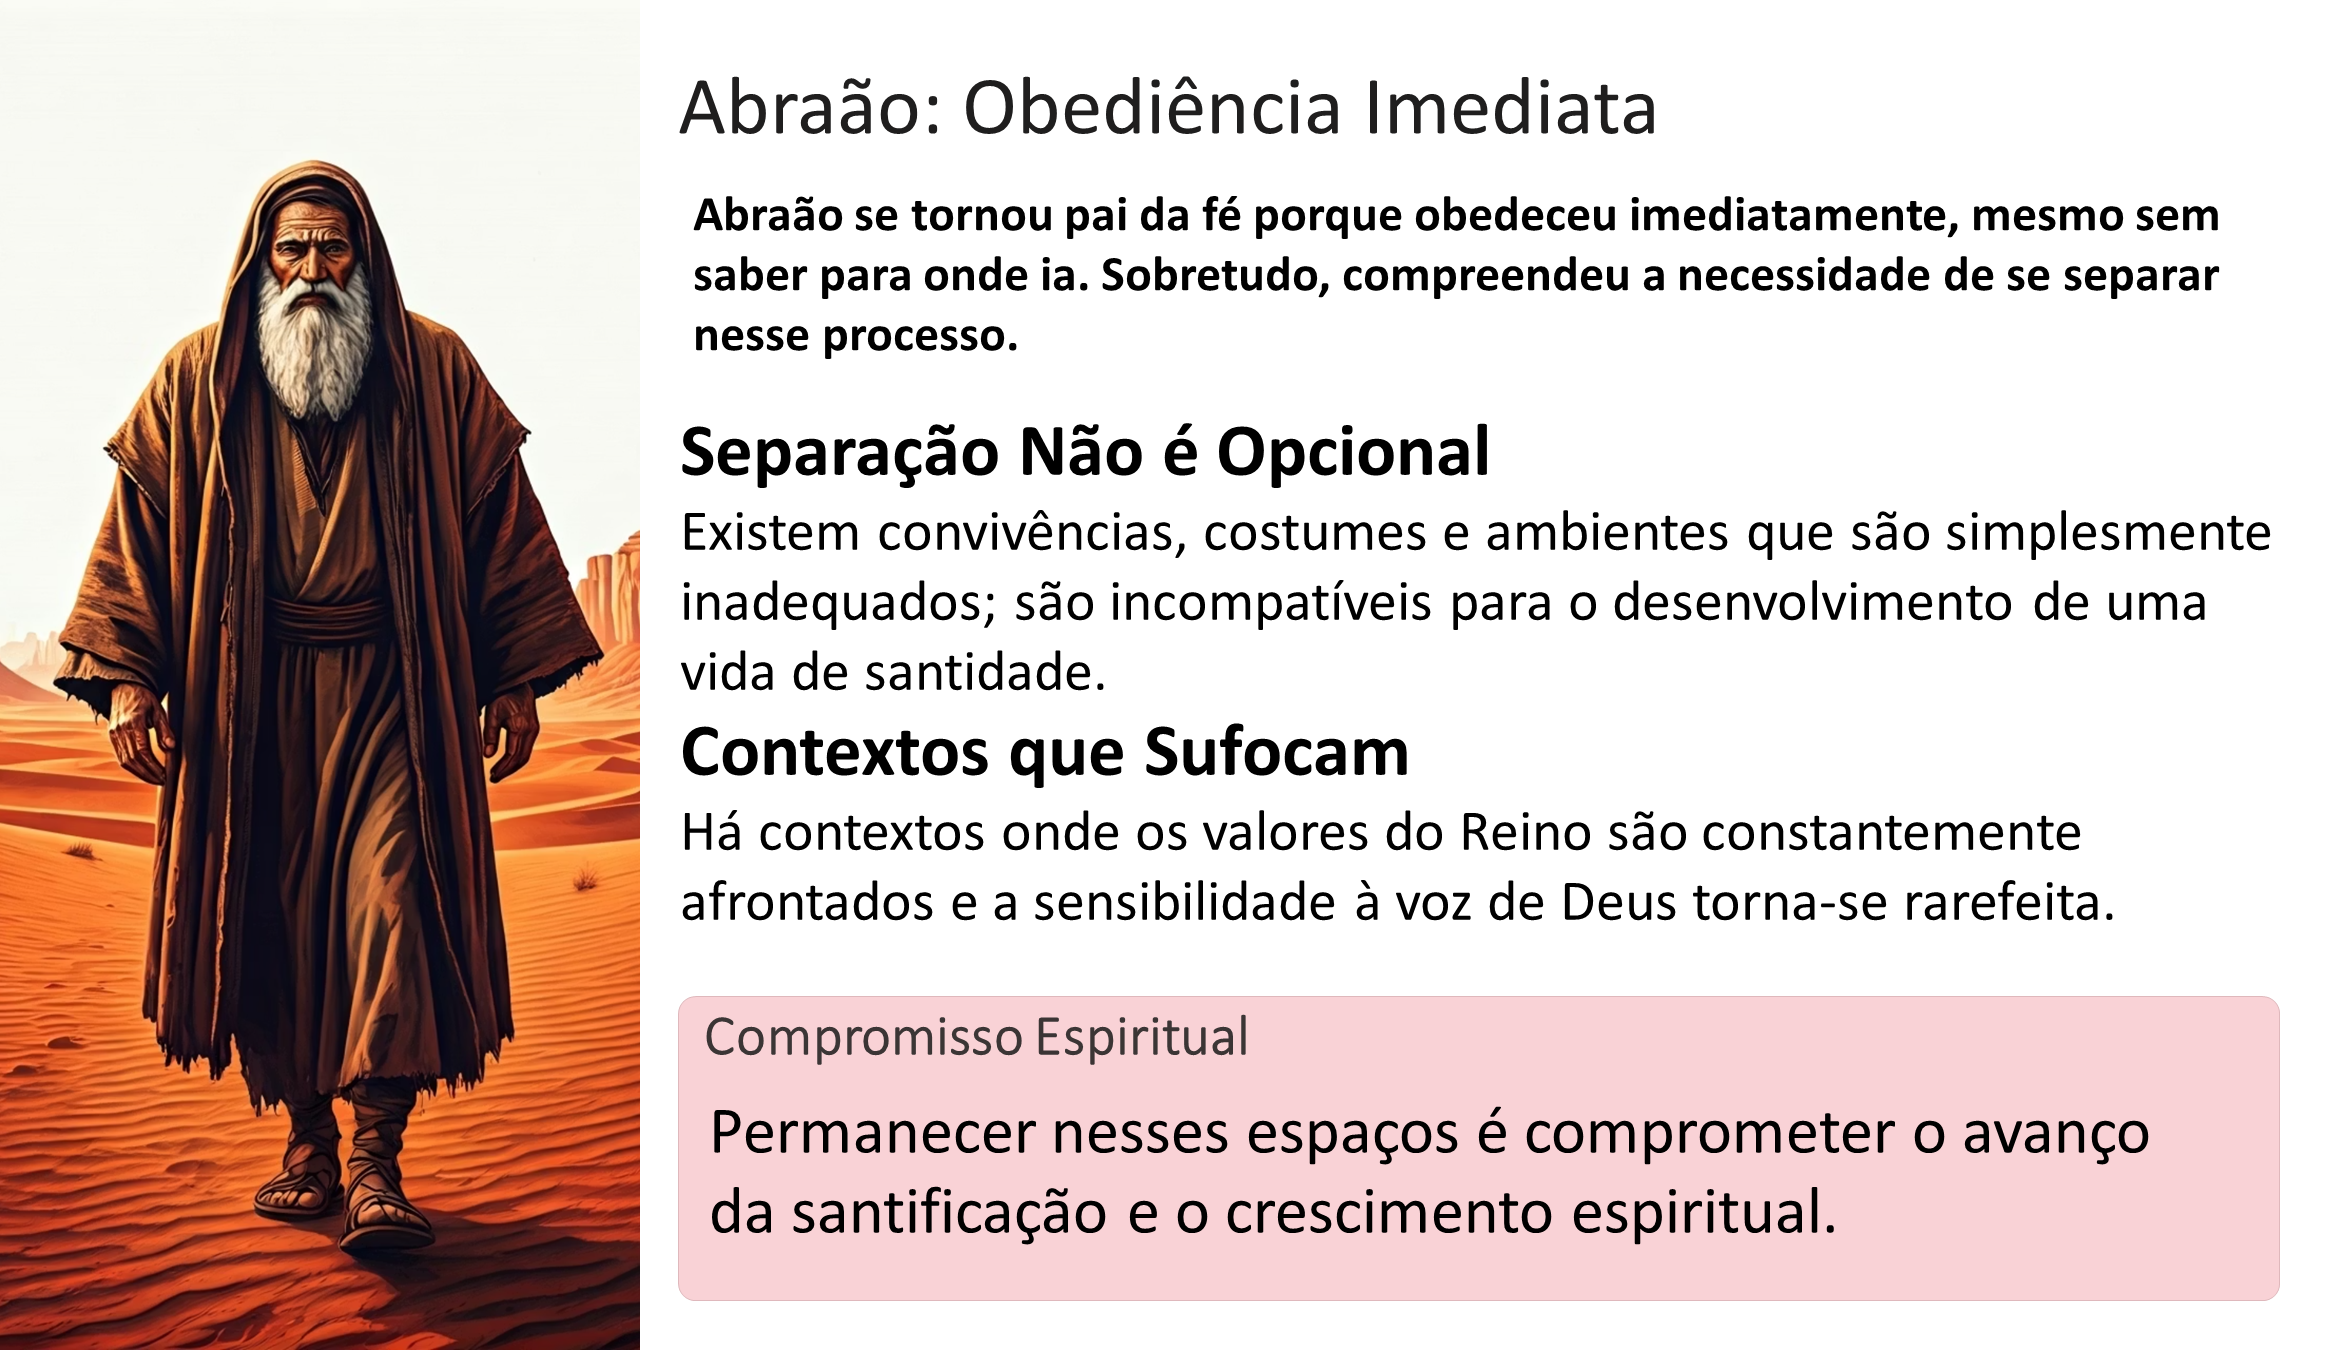 Abraão: Obediência Imediata
Abraão se tornou pai da fé porque obedeceu imediatamente, mesmo sem
saber para onde ia. Sobretudo, compreendeu a necessidade de se separar
nesse processo.
Separação Não é Opcional
Existem convivências, costumes e ambientes que são simplesmente
inadequados; são incompatíveis para o desenvolvimento de uma
vida de santidade.
Contextos que Sufocam
Há contextos onde os valores do Reino são constantemente
afrontados e a sensibilidade à voz de Deus torna-se rarefeita.
Compromisso Espiritual
Permanecer nesses espaços é comprometer o avanço
da santificação e o crescimento espiritual.